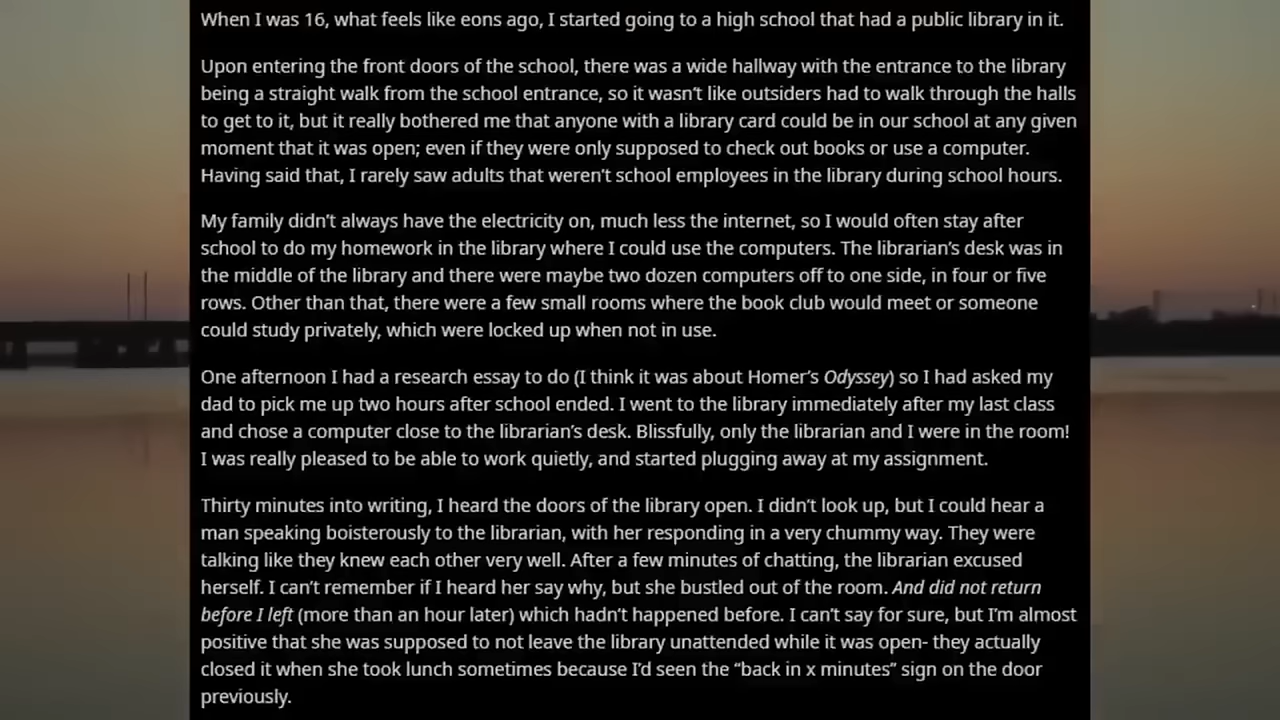 When I was 16, what feels like eons ago, I started going to a high school that had a public library in it.
Upon entering the front doors of the school, there was a wide hallway with the entrance to the library
being a straight walk from the school entrance, so it wasn't like outsiders had to walk through the halls
to get to it, but it really bothered me that anyone with a library card could be in our school at any given
moment that it was open; even if they were only supposed to check out books or use a computer.
Having said that, I rarely saw adults that weren't school employees in the library during school hours.
My family didn't always have the electricity on, much less the internet, so I would often stay after
school to do my homework in the library where I could use the computers. The librarian's desk was in
the middle of the library and there were maybe two dozen computers off to one side, in four or five
rows. Other than that, there were a few small rooms where the book club would meet or someone
could study privately, which were locked up when not in use.
One afternoon I had a research essay to do (I think it was about Homer's Odyssey) so I had asked my
dad to pick me up two hours after school ended. I went to the library immediately after my last class
and chose a computer close to the librarian's desk. Blissfully, only the librarian and I were in the room!
I was really pleased to be able to work quietly, and started plugging away at my assignment.
Thirty minutes into writing, I heard the doors of the library open. I didn't look up, but I could hear a
man speaking boisterously to the librarian, with her responding in a very chummy way. They were
talking like they knew each other very well. After a few minutes of chatting, the librarian excused
herself. I can't remember if I heard her say why, but she bustled out of the room. And did not return
before I left (more than an hour later) which hadn't happened before. I can't say for sure, but I'm almost
positive that she was supposed to not leave the library unattended while it was open- they actually
closed it when she took lunch sometimes because I'd seen the “back in x minutes” sign on the door
previously.